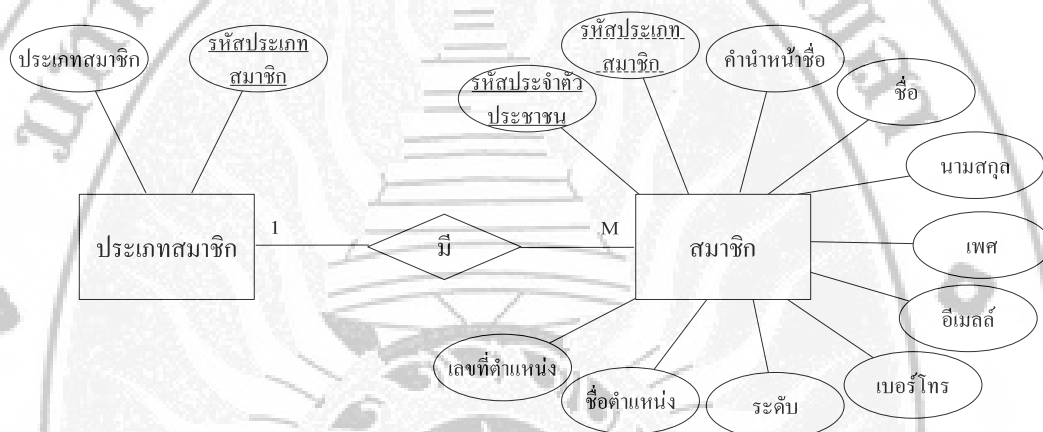 ประเภทสมาชิก
รหัสประเภท
สมาชิก
รหัสประจำตัว
ประชาชน
รหัสประเภท
สมาชิก
คำนำหน้าชื่อ
ชื่อ
นามสกุล
เพศ
อีเมลล์
เบอร์โทร
ระดับ
ชื่อตำแหน่ง
เลขที่ตำแหน่ง
ประเภทสมาชิก
1
มี
M
สมาชิก